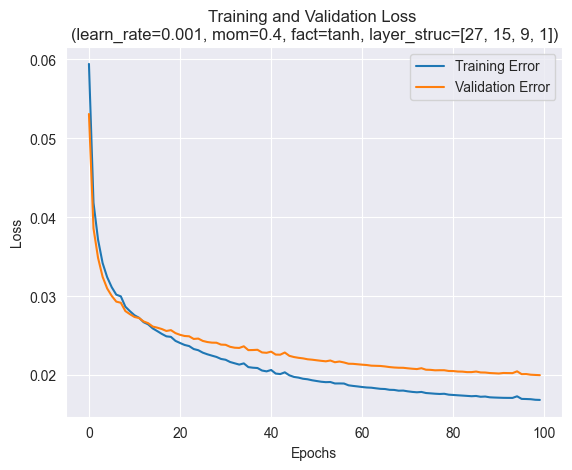 Training and Validation Loss
(learn_rate=0.001, mom=0.4, fact=tanh, layer_struc=[27, 15, 9, 1])
Training Error
Validation Error
0.06
0.05
0.04
0.03
0.02
Loss
0
20
40
60
80
100
Epochs